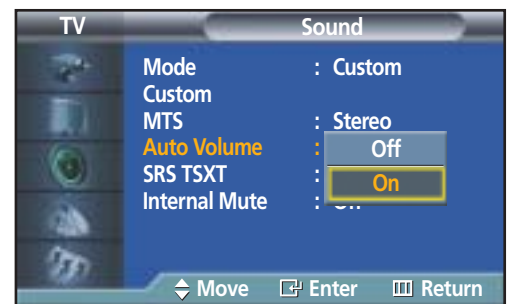 TV Sound
Mode : Custom
Custom
MTS : Stereo
Auto Volume : Off
SRS TSXT : On
Internal Mute :
Move Enter Return